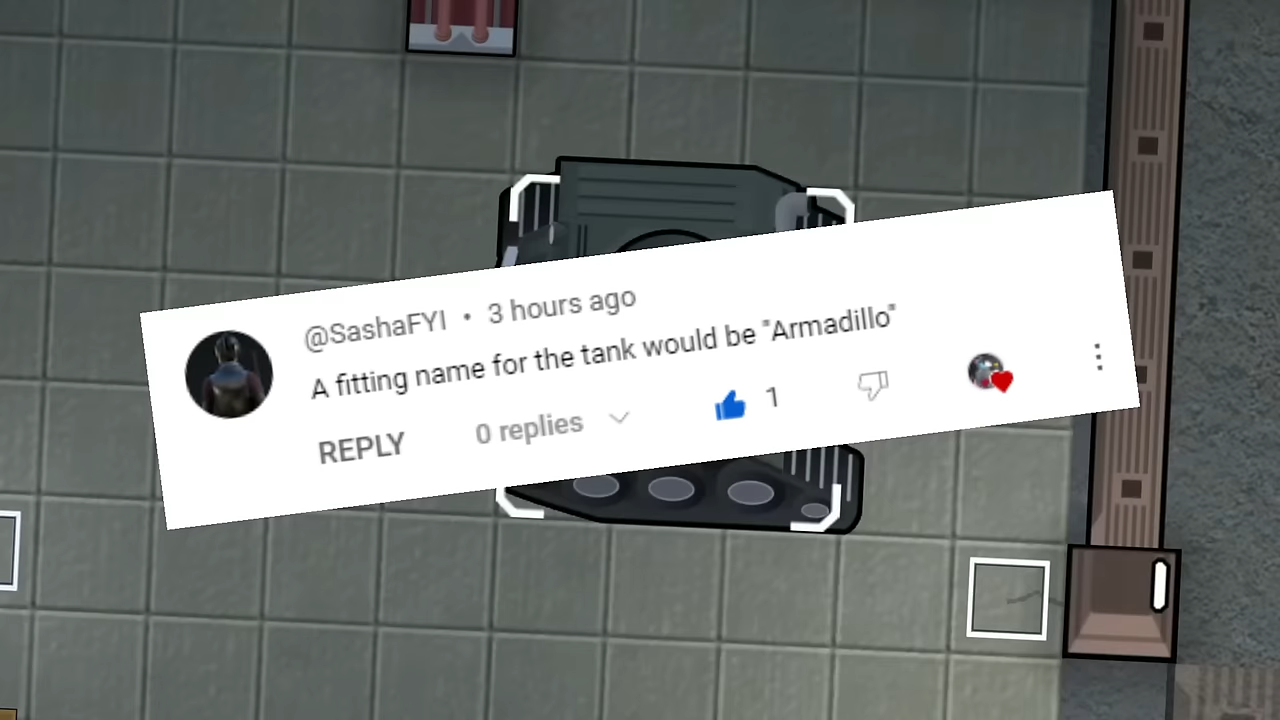 @SashaFYI • 3 hours ago
A fitting name for the tank would be "Armadillo"
REPLY 0 replies 1